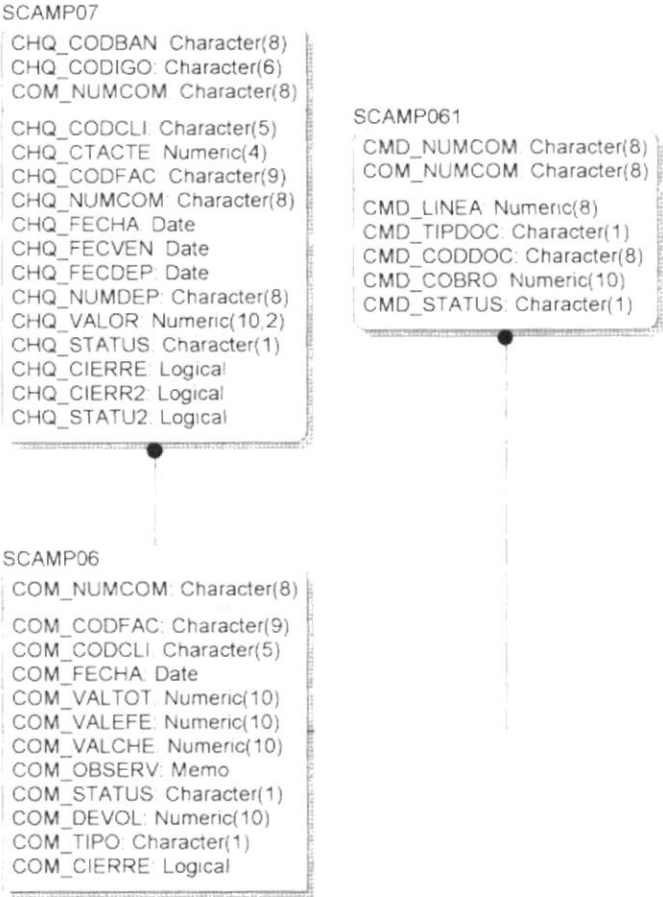 SCAMP07
CHQ_CODBAN Character(8)
CHQ_CODIGO: Character(6)
COM_NUMCOM Character(8)
CHQ_CODCLI: Character(5)
CHQ_CTACTE Numeric(4)
CHQ_CODFAC Character(9)
CHQ_NUMCOM: Character(8)
CHQ_FECHA Date
CHQ_FECVEN Date
CHQ_FECDEP: Date
CHQ_NUMDEP: Character(8)
CHQ_VALOR: Numeric(10,2)
CHQ_STATUS: Character(1)
CHQ_CIERRE: Logical
CHQ_CIERR2: Logical
CHQ_STATU2: Logical
SCAMP061
CMD_NUMCOM: Character(8)
COM_NUMCOM: Character(8)
CMD_LINEA: Numeric(8)
CMD_TIPDOC: Character(1)
CMD_CODDOC: Character(8)
CMD_COBRO: Numeric(10)
CMD_STATUS: Character(1)
SCAMP06
COM_NUMCOM: Character(8)
COM_CODFAC: Character(9)
COM_CODCLI: Character(5)
COM_FECHA: Date
COM_VALTOT: Numeric(10)
COM_VALEFE: Numeric(10)
COM_VALCHE: Numeric(10)
COM_OBSERV: Memo
COM_STATUS: Character(1)
COM_DEVOL: Numeric(10)
COM_TIPO: Character(1)
COM_CIERRE: Logical